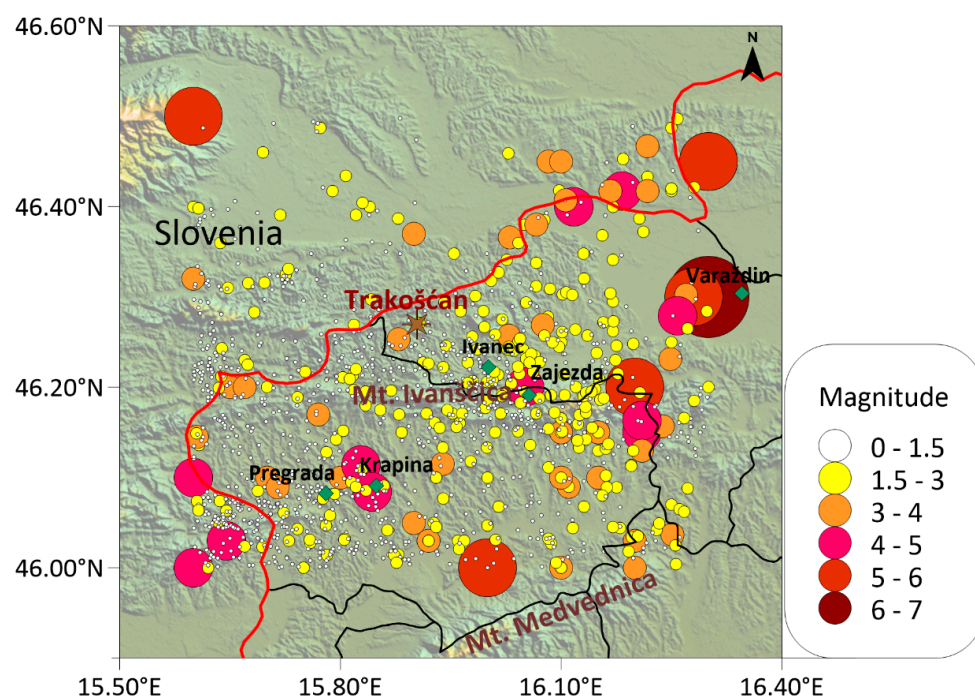 46.60°N
N
46.40°N
Slovenia
Varaždin
Trakošćan
Ivanec
Zajezda
46.20°N
Mt. Ivanščica
Magnitude
0 - 1.5
Krapina
Pregrada
1.5 - 3
3 - 4
4 - 5
46.00°N
5 - 6
6 - 7
Mt. Medvednica
15.50°E
15.80°E
16.10°E
16.40°E